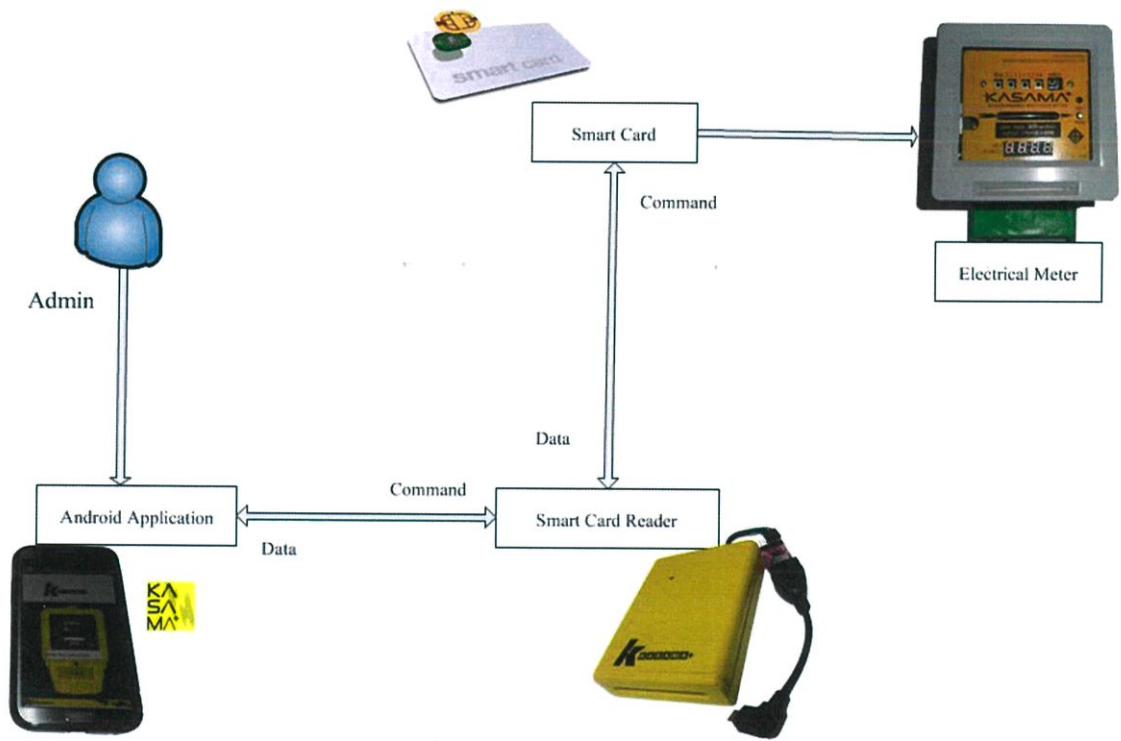 smart card
Smart Card
KASAMA
Command
Electrical Meter
Admin
Data
Command
Android Application
Smart Card Reader
Data
KA
SA
MA+
K